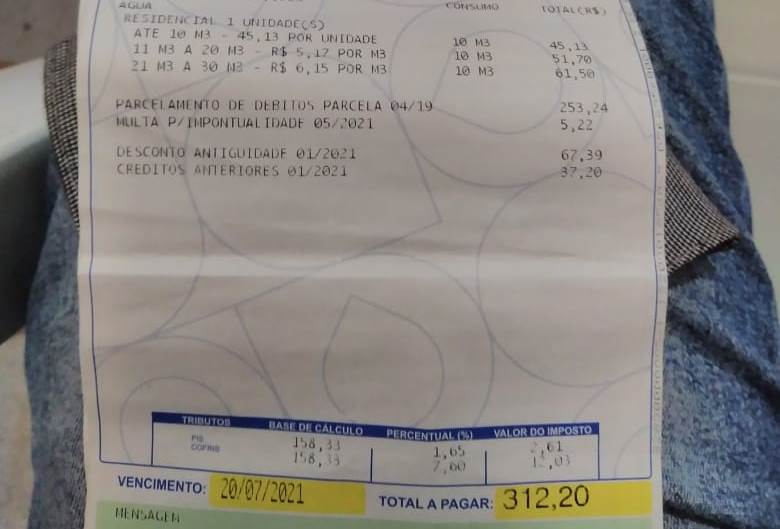 AGUA CONSUMO TOTAL(R$)
RESIDENCIAL 1 UNIDADE(S)
ATE 10 M3 - 45,13 POR UNIDADE 10 M3 45,13
11 M3 A 20 M3 - R$ 5,17 POR M3 10 M3 51,70
21 M3 A 30 M3 - R$ 6,15 POR M3 10 M3 61,50
PARCELAMENTO DE DEBITOS PARCELA 04/19 253,24
MULTA P/IMPONTUALIDADE 05/2021 5,22
DESCONTO ANTIGUIDADE 01/2021 67,39
CREDITOS ANTERIORES 01/2021 37,20
TRIBUTOS BASE DE CÁLCULO PERCENTUAL (%) VALOR DO IMPOSTO
PIS 158,33 1,65 2,61
COFINS 158,33 7,60 12,03
VENCIMENTO: 20/07/2021 TOTAL A PAGAR: 312,20
MENSAGEM